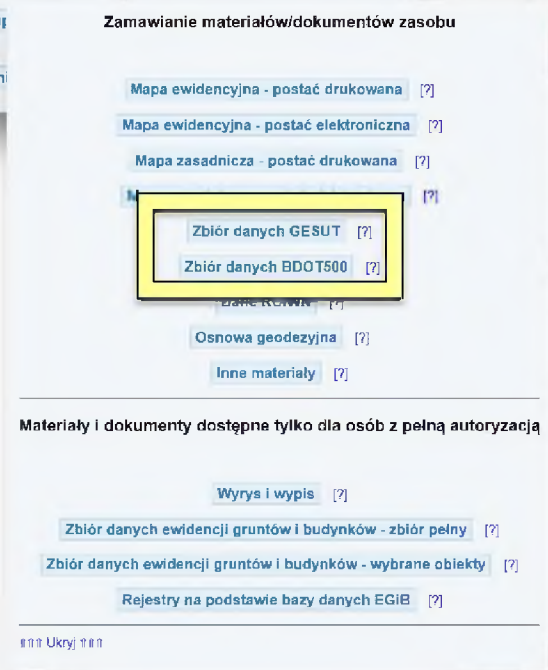 Zamawianie materiałów/dokumentów zasobu
Mapa ewidencyjna - postać drukowana [?]
Mapa ewidencyjna - postać elektroniczna [?]
Mapa zasadnicza - postać drukowana [?]
[?]
Zbiór danych GESUT [?]
Zbiór danych BDOT500 [?]
Dane RCiWN [?]
Osnowa geodezyjna [?]
Inne materiały [?]
Materiały i dokumenty dostępne tylko dla osób z pełną autoryzacją
Wyrys i wypis [?]
Zbiór danych ewidencji gruntów i budynków - zbiór pełny [?]
Zbiór danych ewidencji gruntów i budynków - wybrane obiekty [?]
Rejestry na podstawie bazy danych EGiB [?]
⇑⇑⇑ Ukryj ⇑⇑⇑